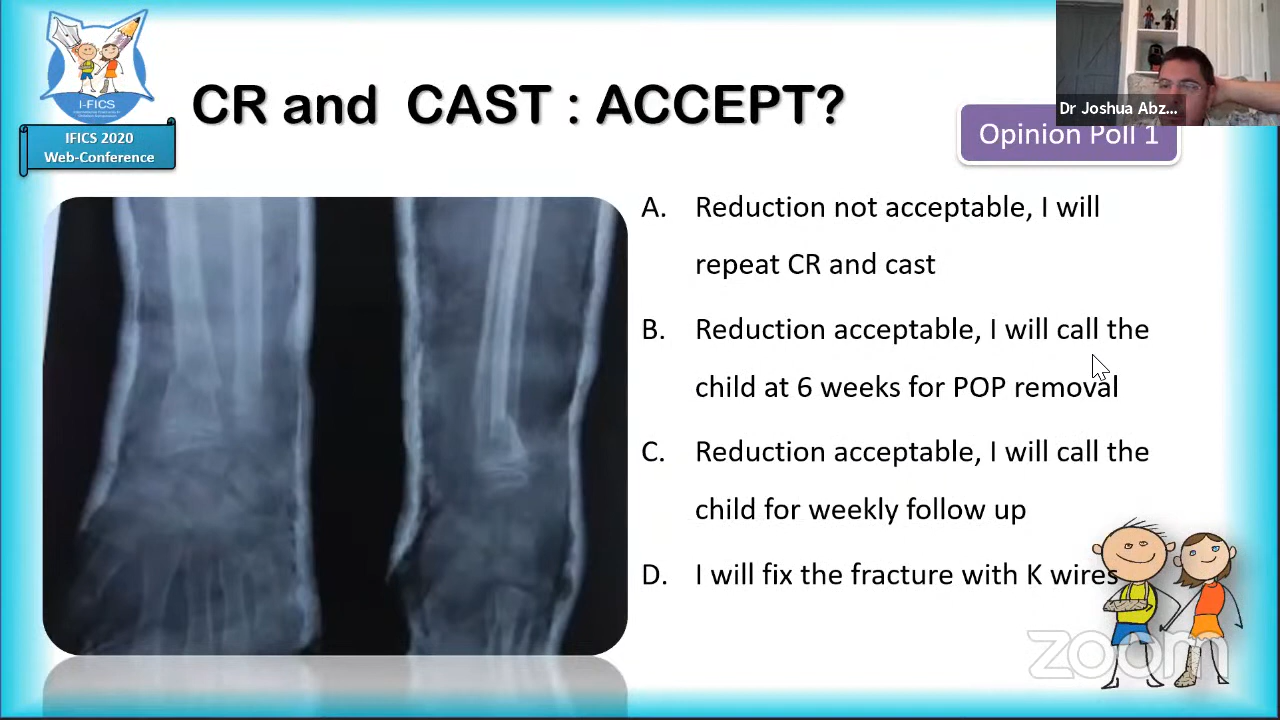 I-FICS
IFICS 2020
Web-Conference
CR and CAST : ACCEPT?
Dr Joshua Abz...
Opinion Poll 1
A. Reduction not acceptable, I will
repeat CR and cast
B. Reduction acceptable, I will call the
child at 6 weeks for POP removal
C. Reduction acceptable, I will call the
child for weekly follow up
D. I will fix the fracture with K wires
zoom